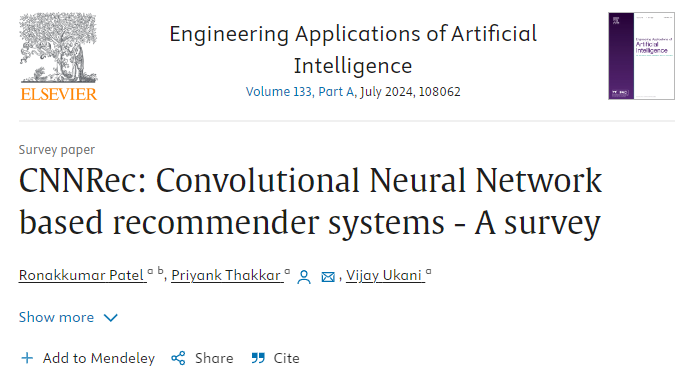 Engineering Applications of Artificial
Intelligence
Volume 133, Part A, July 2024, 108062
ELSEVIER
Survey paper
CNNRec: Convolutional Neural Network
based recommender systems - A survey
Ronakkumar Patel a b, Priyank Thakkar a, Vijay Ukani a
Show more
Add to Mendeley
Share
Cite